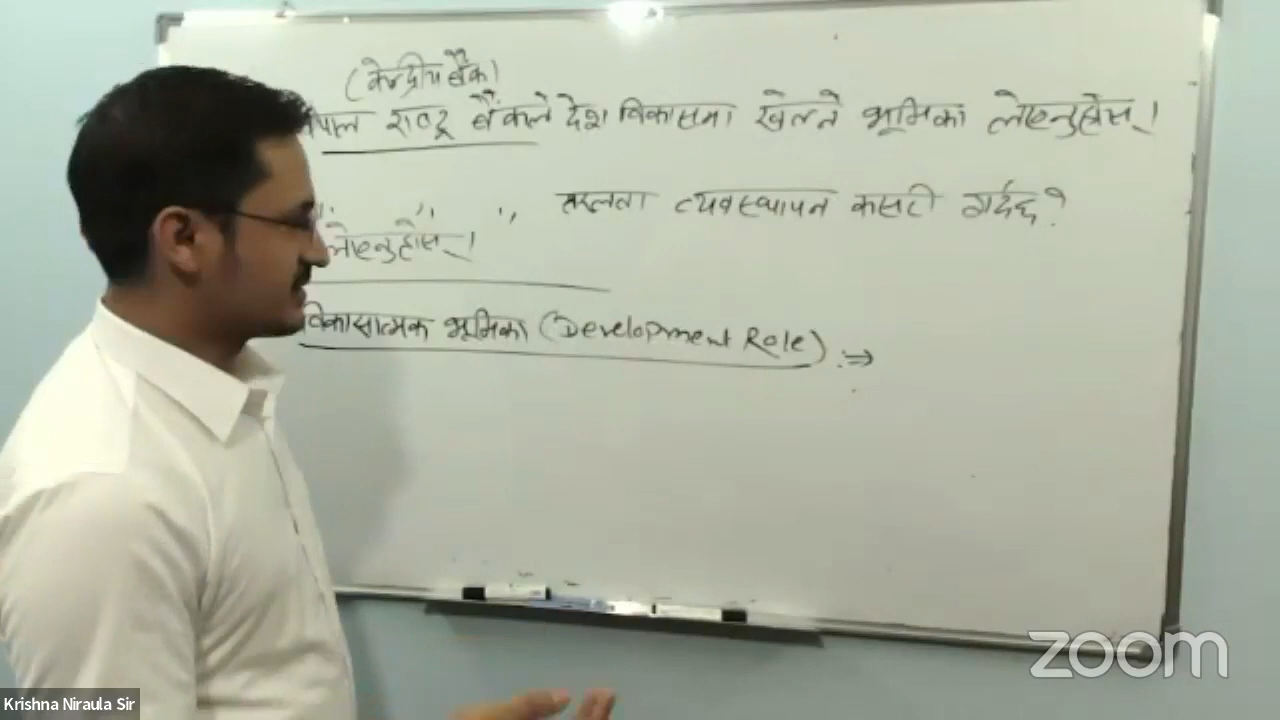 (केन्द्रीय बैंक)
नेपाल राष्ट्र बैंकले देश विकासमा खेल्ने भूमिका लेख्नुहोस् ।
" " " तरलता व्यवस्थापन कसरी गर्दछ ?
लेख्नुहोस् ।
विकासात्मक भूमिका (Development Role) :⇒
zoom
Krishna Niraula Sir